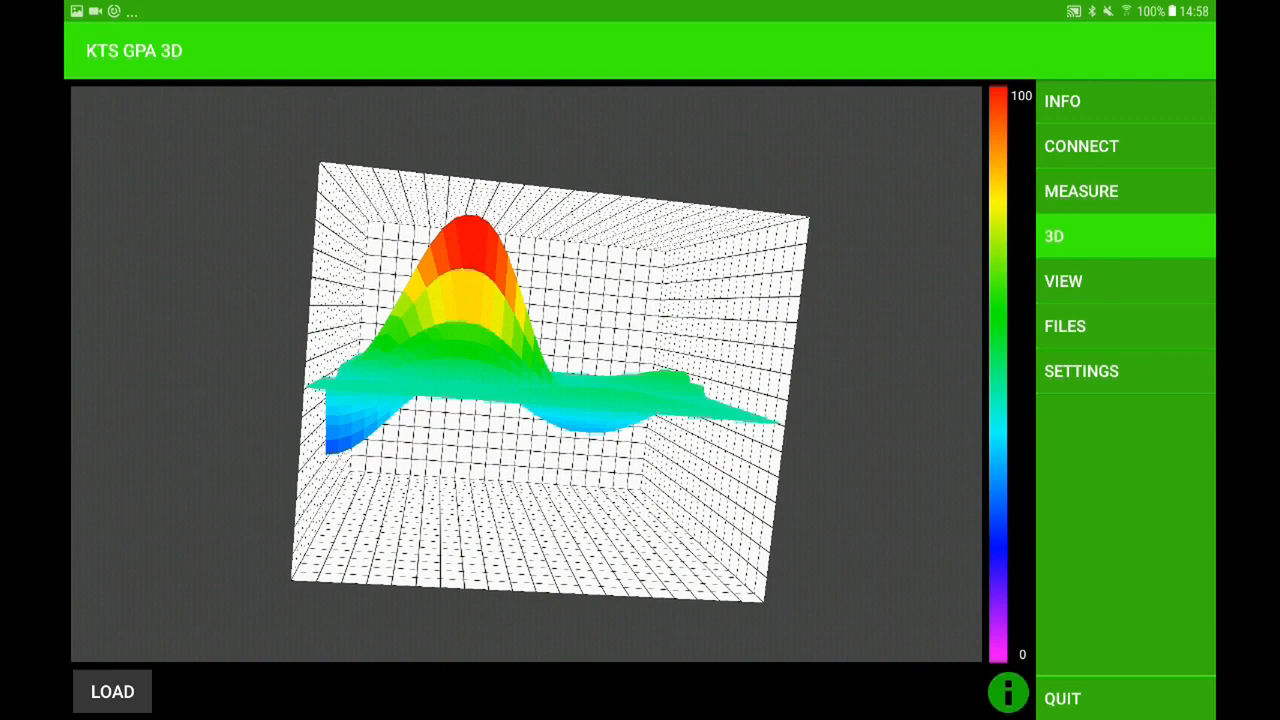 ... 100% 14:58
KTS GPA 3D
100
INFO
CONNECT
MEASURE
3D
VIEW
FILES
SETTINGS
0
LOAD
QUIT